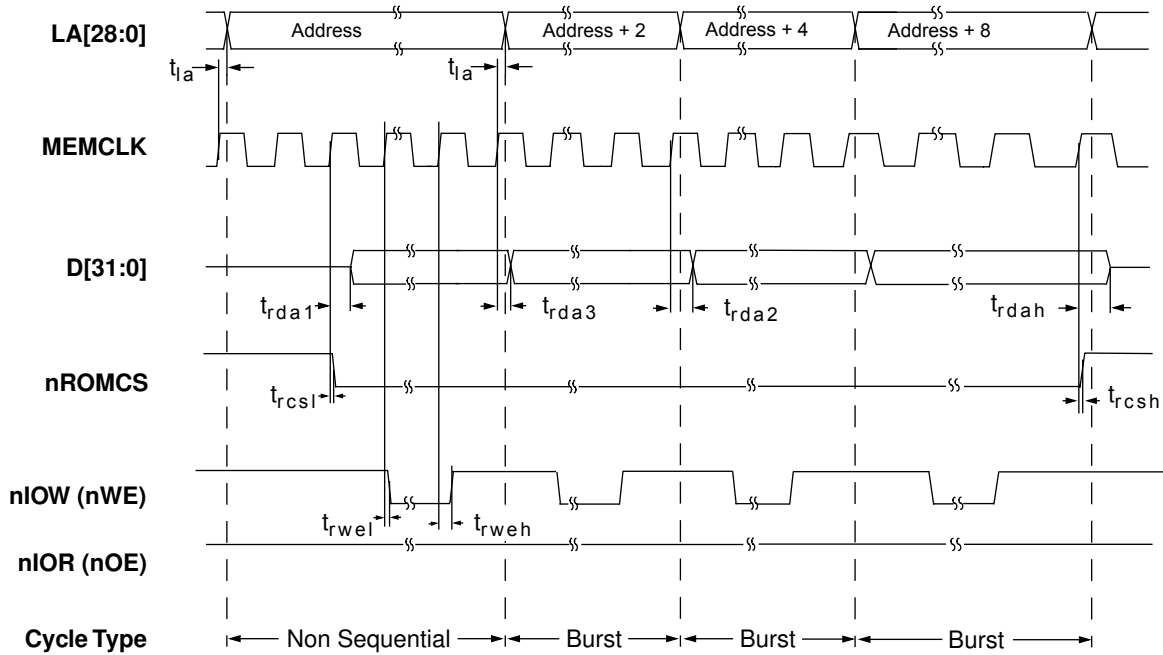 LA[28:0]
Address
Address + 2
Address + 4
Address + 8
tla
tla
MEMCLK
D[31:0]
trda1
trda3
trda2
trdah
nROMCS
trcsl
trcsh
nIOW (nWE)
trwel
trweh
nIOR (nOE)
Cycle Type
Non Sequential
Burst
Burst
Burst